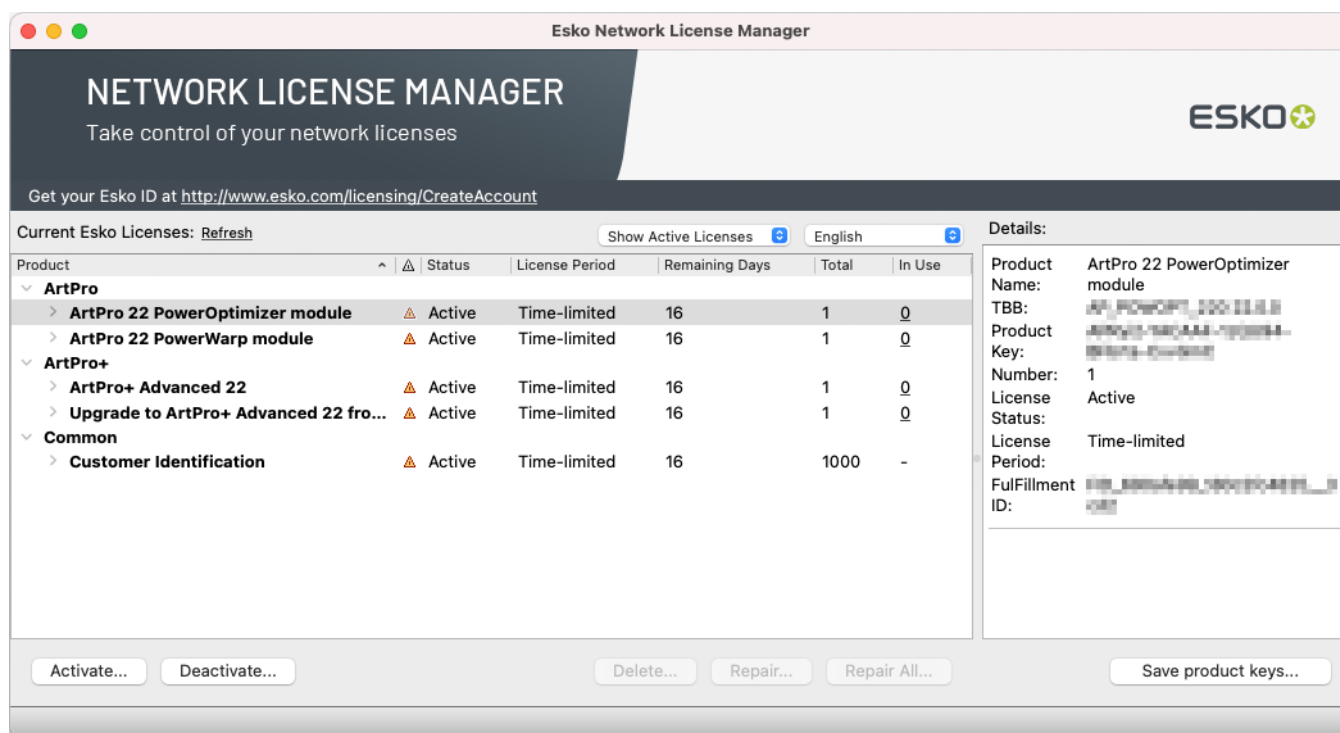 Esko Network License Manager
NETWORK LICENSE MANAGER
Take control of your network licenses
ESKO
Get your Esko ID at http://www.esko.com/licensing/CreateAccount
Current Esko Licenses: Refresh
Show Active Licenses
English
Product Status License Period Remaining Days Total In Use
ArtPro
ArtPro 22 PowerOptimizer module Active Time-limited 16 1 0
ArtPro 22 PowerWarp module Active Time-limited 16 1 0
ArtPro+
ArtPro+ Advanced 22 Active Time-limited 16 1 0
Upgrade to ArtPro+ Advanced 22 fro... Active Time-limited 16 1 0
Common
Customer Identification Active Time-limited 16 1000 -
Details:
Product Name: ArtPro 22 PowerOptimizer module
TBB:
Product Key:
Number: 1
License Status: Active
License Period: Time-limited
FulFillment ID:
Activate...
Deactivate...
Delete...
Repair...
Repair All...
Save product keys...